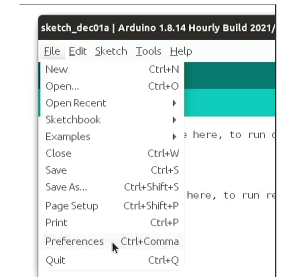 sketch_dec01a | Arduino 1.8.14 Hourly Build 2021/
File Edit Sketch Tools Help
New Ctrl+N
Open... Ctrl+O
Open Recent
Sketchbook
Examples
e here, to run o
Close Ctrl+W
Save Ctrl+S
Save As... Ctrl+Shift+S
here, to run re
Page Setup Ctrl+Shift+P
Print Ctrl+P
Preferences Ctrl+Comma
Quit Ctrl+Q